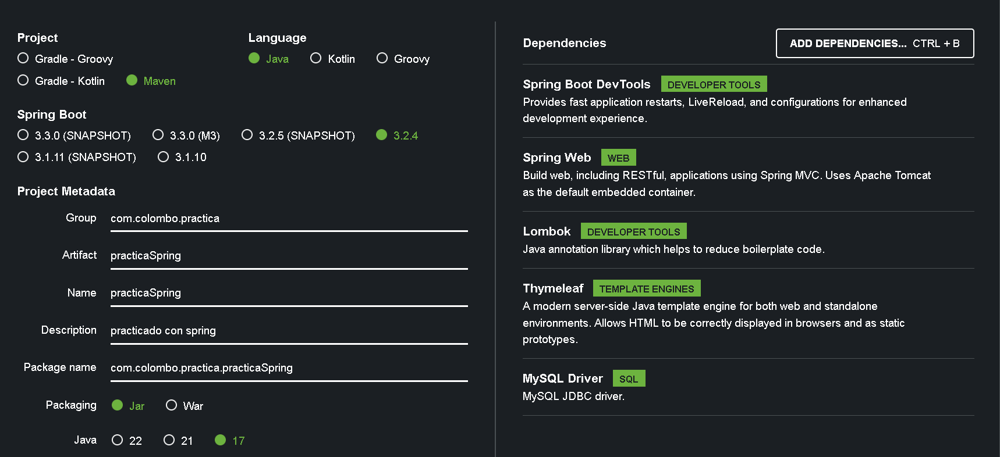 Project
Gradle - Groovy
Gradle - Kotlin Maven
Language
Java Kotlin Groovy
Spring Boot
3.3.0 (SNAPSHOT) 3.3.0 (M3) 3.2.5 (SNAPSHOT) 3.2.4
3.1.11 (SNAPSHOT) 3.1.10
Project Metadata
Group com.colombo.practica
Artifact practicaSpring
Name practicaSpring
Description practicado con spring
Package name com.colombo.practica.practicaSpring
Packaging Jar War
Java 22 21 17
Dependencies ADD DEPENDENCIES... CTRL + B
Spring Boot DevTools DEVELOPER TOOLS
Provides fast application restarts, LiveReload, and configurations for enhanced
development experience.
Spring Web WEB
Build web, including RESTful, applications using Spring MVC. Uses Apache Tomcat
as the default embedded container.
Lombok DEVELOPER TOOLS
Java annotation library which helps to reduce boilerplate code.
Thymeleaf TEMPLATE ENGINES
A modern server-side Java template engine for both web and standalone
environments. Allows HTML to be correctly displayed in browsers and as static
prototypes.
MySQL Driver SQL
MySQL JDBC driver.